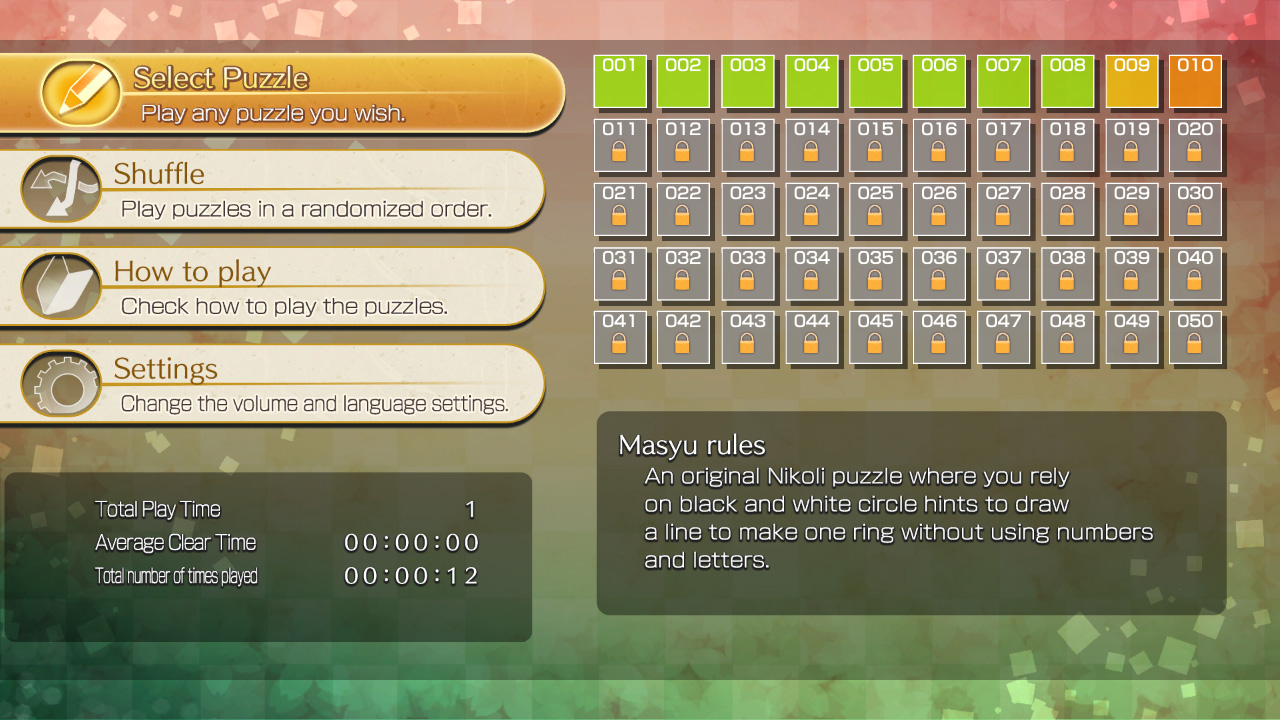 Select Puzzle
Play any puzzle you wish.
Shuffle
Play puzzles in a randomized order.
How to play
Check how to play the puzzles.
Settings
Change the volume and language settings.
Total Play Time 1
Average Clear Time 00:00:00
Total number of times played 00:00:12
001 002 003 004 005 006 007 008 009 010
011 012 013 014 015 016 017 018 019 020
021 022 023 024 025 026 027 028 029 030
031 032 033 034 035 036 037 038 039 040
041 042 043 044 045 046 047 048 049 050
Masyu rules
An original Nikoli puzzle where you rely
on black and white circle hints to draw
a line to make one ring without using numbers
and letters.